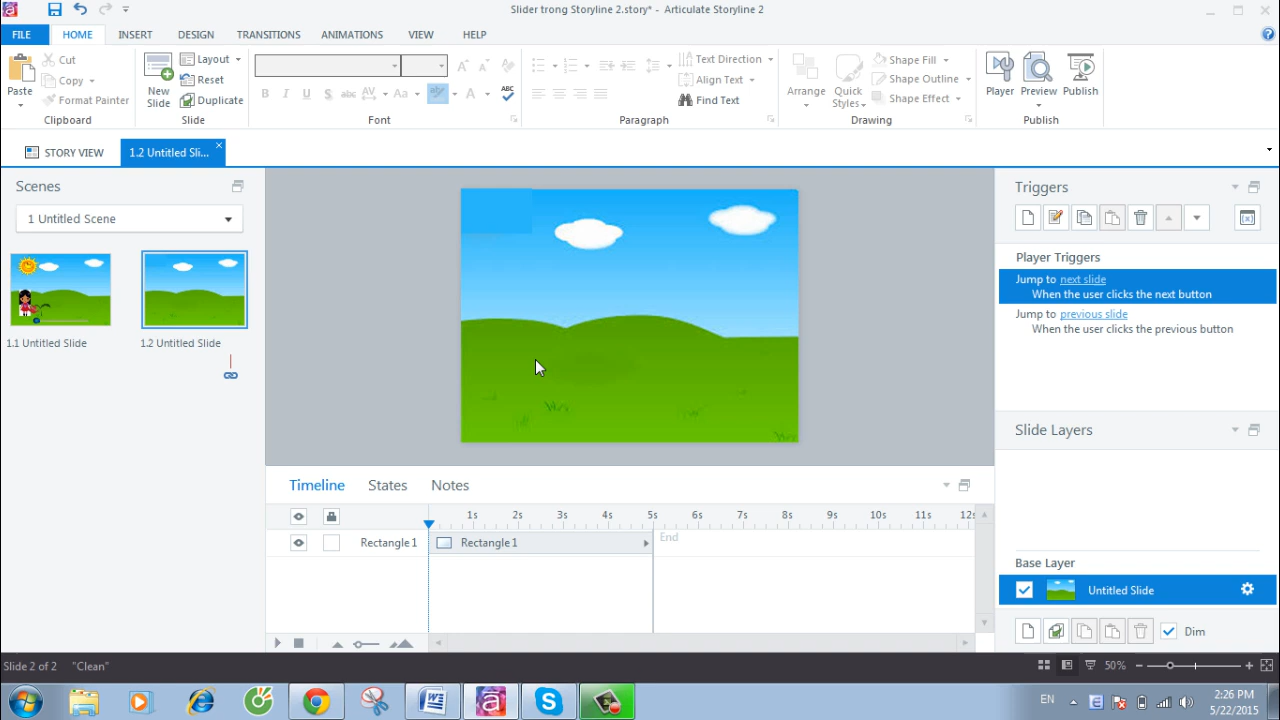 Slider trong Storyline 2.story* - Articulate Storyline 2
FILE HOME INSERT DESIGN TRANSITIONS ANIMATIONS VIEW HELP
Paste
Cut
Copy
Format Painter
Clipboard
New Slide
Layout
Reset
Duplicate
Slide
B I U S abc AV Aa A ABC
Font
Text Direction
Align Text
Find Text
Paragraph
Arrange
Quick Styles
Shape Fill
Shape Outline
Shape Effect
Drawing
Player
Preview
Publish
Publish
STORY VIEW
1.2 Untitled Sli...
Scenes
1 Untitled Scene
1.1 Untitled Slide
1.2 Untitled Slide
Timeline States Notes
1s 2s 3s 4s 5s 6s 7s 8s 9s 10s 11s 12s
Rectangle 1
Rectangle 1
End
Triggers
Player Triggers
Jump to next slide
When the user clicks the next button
Jump to previous slide
When the user clicks the previous button
Slide Layers
Base Layer
Untitled Slide
Dim
Slide 2 of 2 "Clean"
50%
EN
2:26 PM
5/22/2015